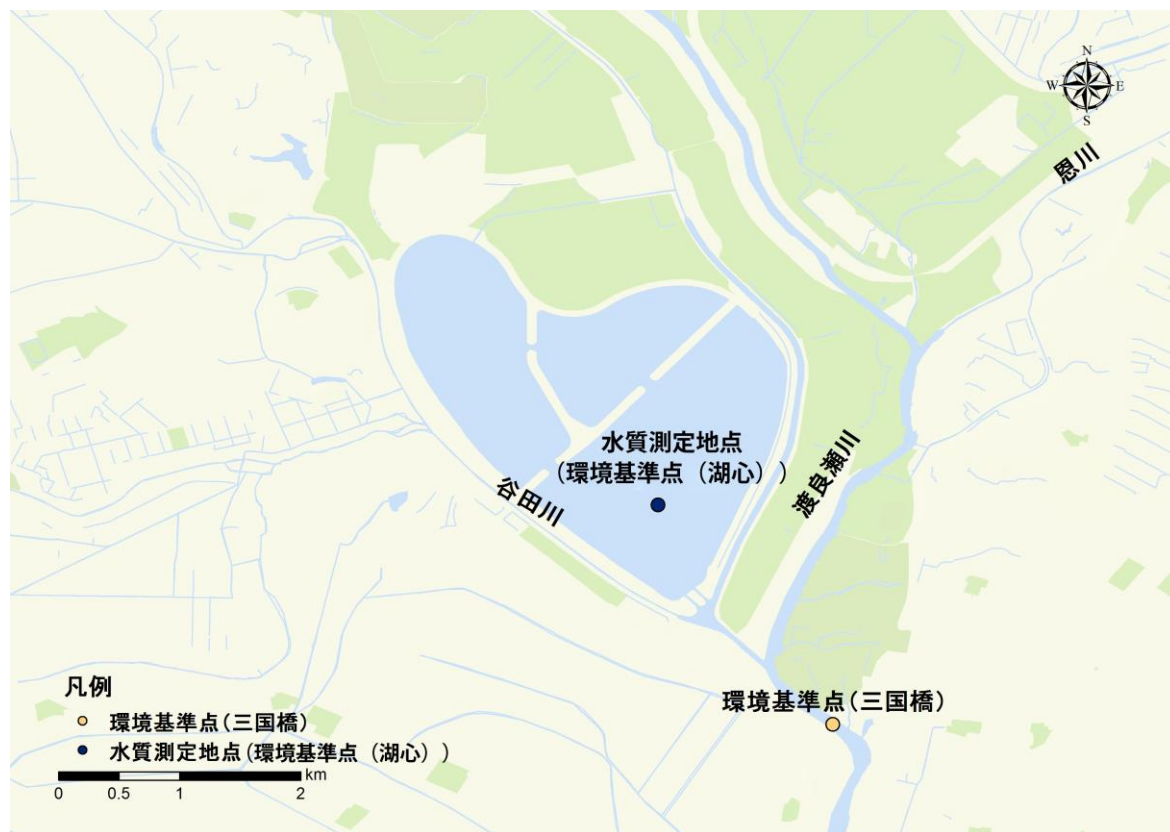 N
W E
S
恩川
水質測定地点
(環境基準点（湖心）)
谷田川
渡良瀬川
環境基準点(三国橋)
凡例
環境基準点(三国橋)
水質測定地点(環境基準点（湖心）)
km
0 0.5 1 2